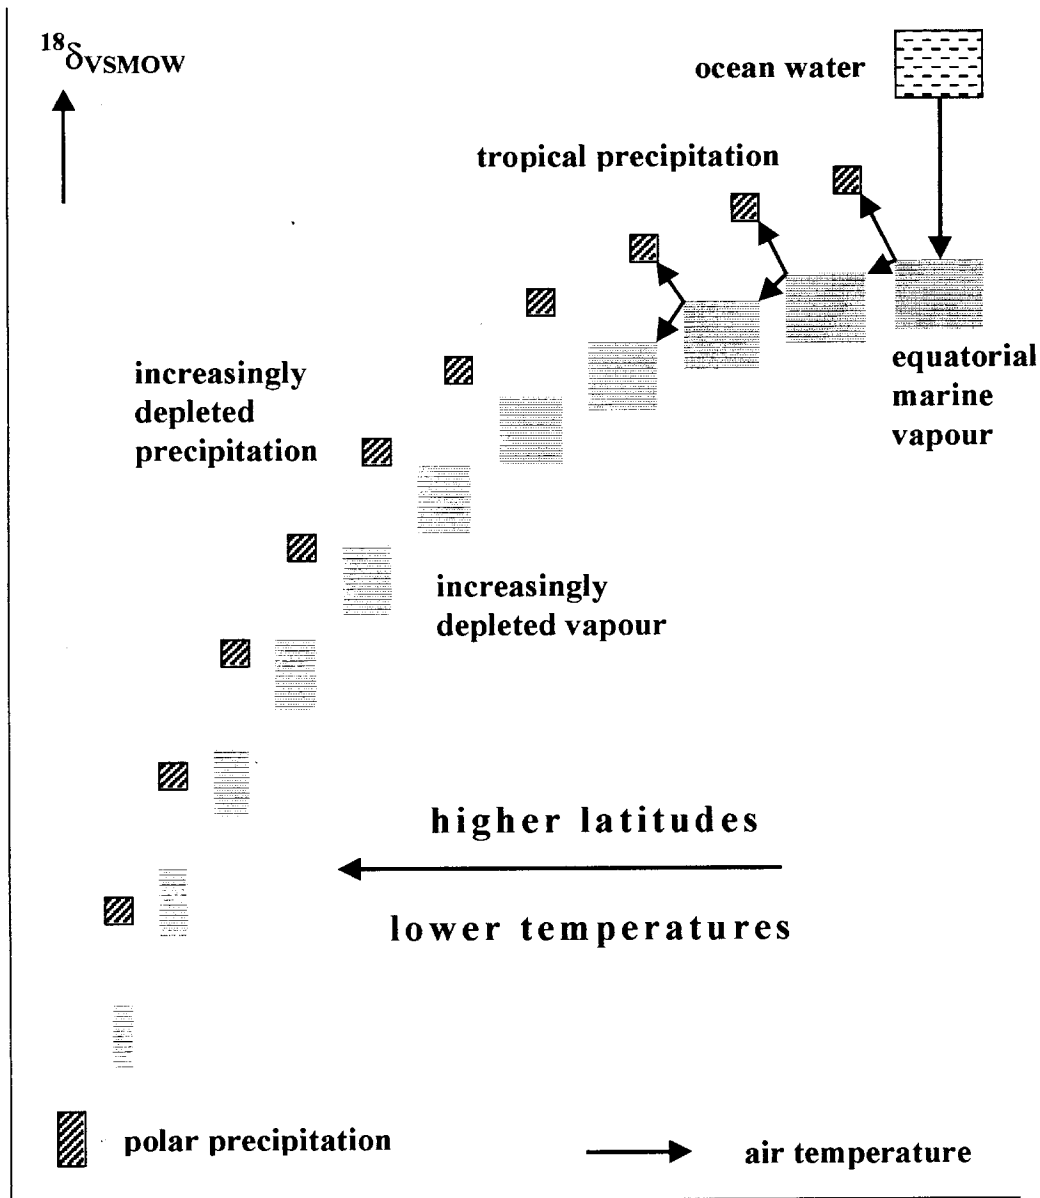 18δVSMOW
ocean water
tropical precipitation
equatorial
marine
vapour
increasingly
depleted
precipitation
increasingly
depleted vapour
higher latitudes
lower temperatures
polar precipitation
air temperature